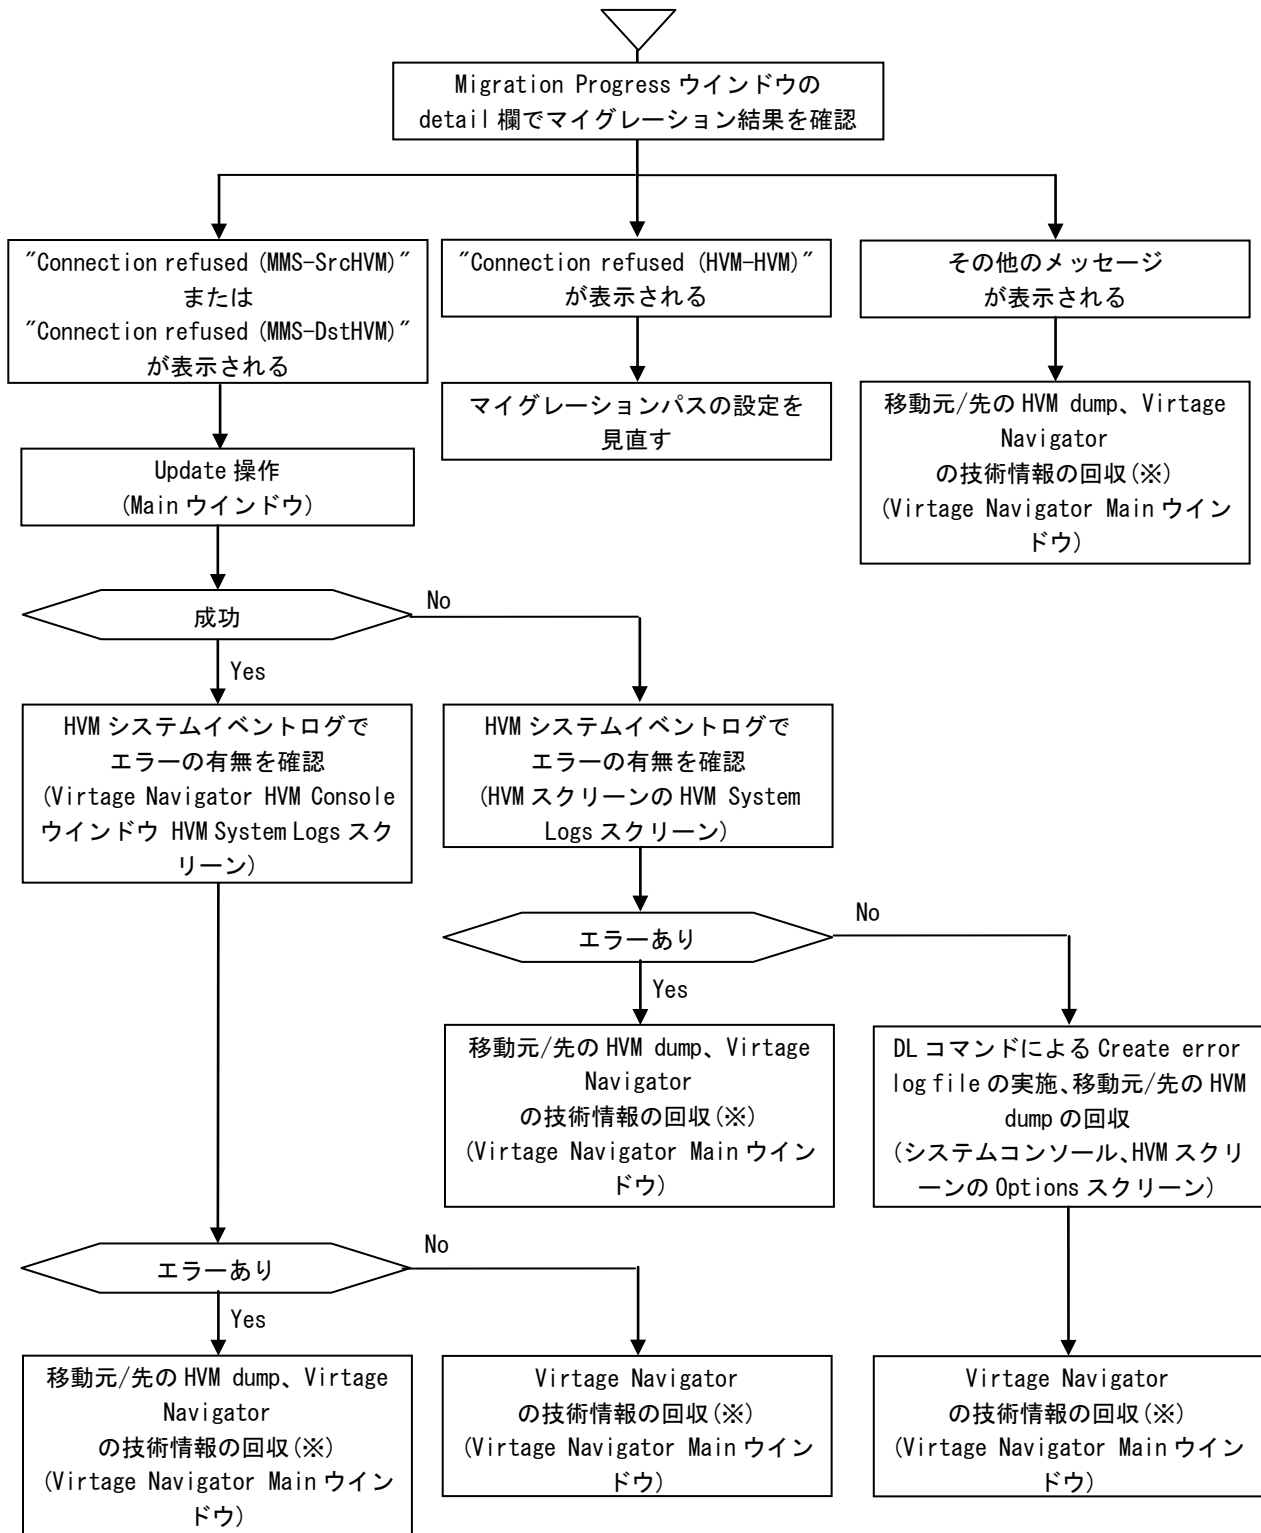 Migration Progress ウインドウの
detail 欄でマイグレーション結果を確認
"Connection refused (MMS-SrcHVM)"
または
"Connection refused (MMS-DstHVM)"
が表示される
"Connection refused (HVM-HVM)"
が表示される
その他のメッセージ
が表示される
マイグレーションパスの設定を
見直す
移動元/先の HVM dump、Virtage
Navigator
の技術情報の回収(※)
(Virtage Navigator Main ウイン
ドウ)
Update 操作
(Main ウインドウ)
成功
No
Yes
HVM システムイベントログで
エラーの有無を確認
(Virtage Navigator HVM Console
ウインドウ HVM System Logs スク
リーン)
HVM システムイベントログで
エラーの有無を確認
(HVM スクリーンの HVM System
Logs スクリーン)
エラーあり
No
Yes
移動元/先の HVM dump、Virtage
Navigator
の技術情報の回収(※)
(Virtage Navigator Main ウイン
ドウ)
DL コマンドによる Create error
log file の実施、移動元/先の HVM
dump の回収
(システムコンソール、HVM スクリ
ーンの Options スクリーン)
エラーあり
No
Yes
移動元/先の HVM dump、Virtage
Navigator
の技術情報の回収(※)
(Virtage Navigator Main ウイン
ドウ)
Virtage Navigator
の技術情報の回収(※)
(Virtage Navigator Main ウイン
ドウ)
Virtage Navigator
の技術情報の回収(※)
(Virtage Navigator Main ウイン
ドウ)